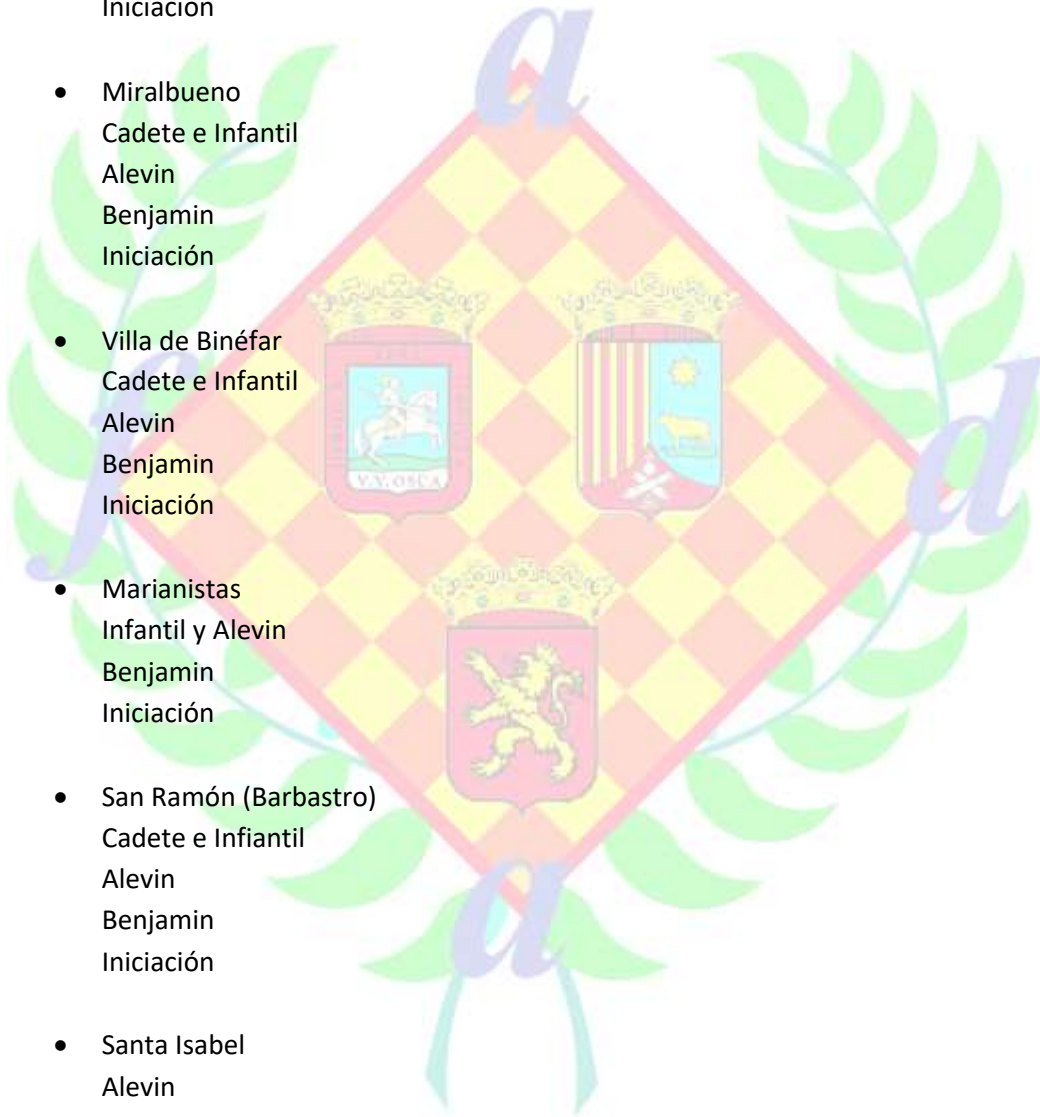 Iniciación
• Miralbueno
Cadete e Infantil
Alevin
Benjamin
Iniciación
• Villa de Binéfar
Cadete e Infantil
Alevin
Benjamin
Iniciación
• Marianistas
Infantil y Alevin
Benjamin
Iniciación
• San Ramón (Barbastro)
Cadete e Infiantil
Alevin
Benjamin
Iniciación
• Santa Isabel
Alevin
a
f
d
a
V.V.OSCA